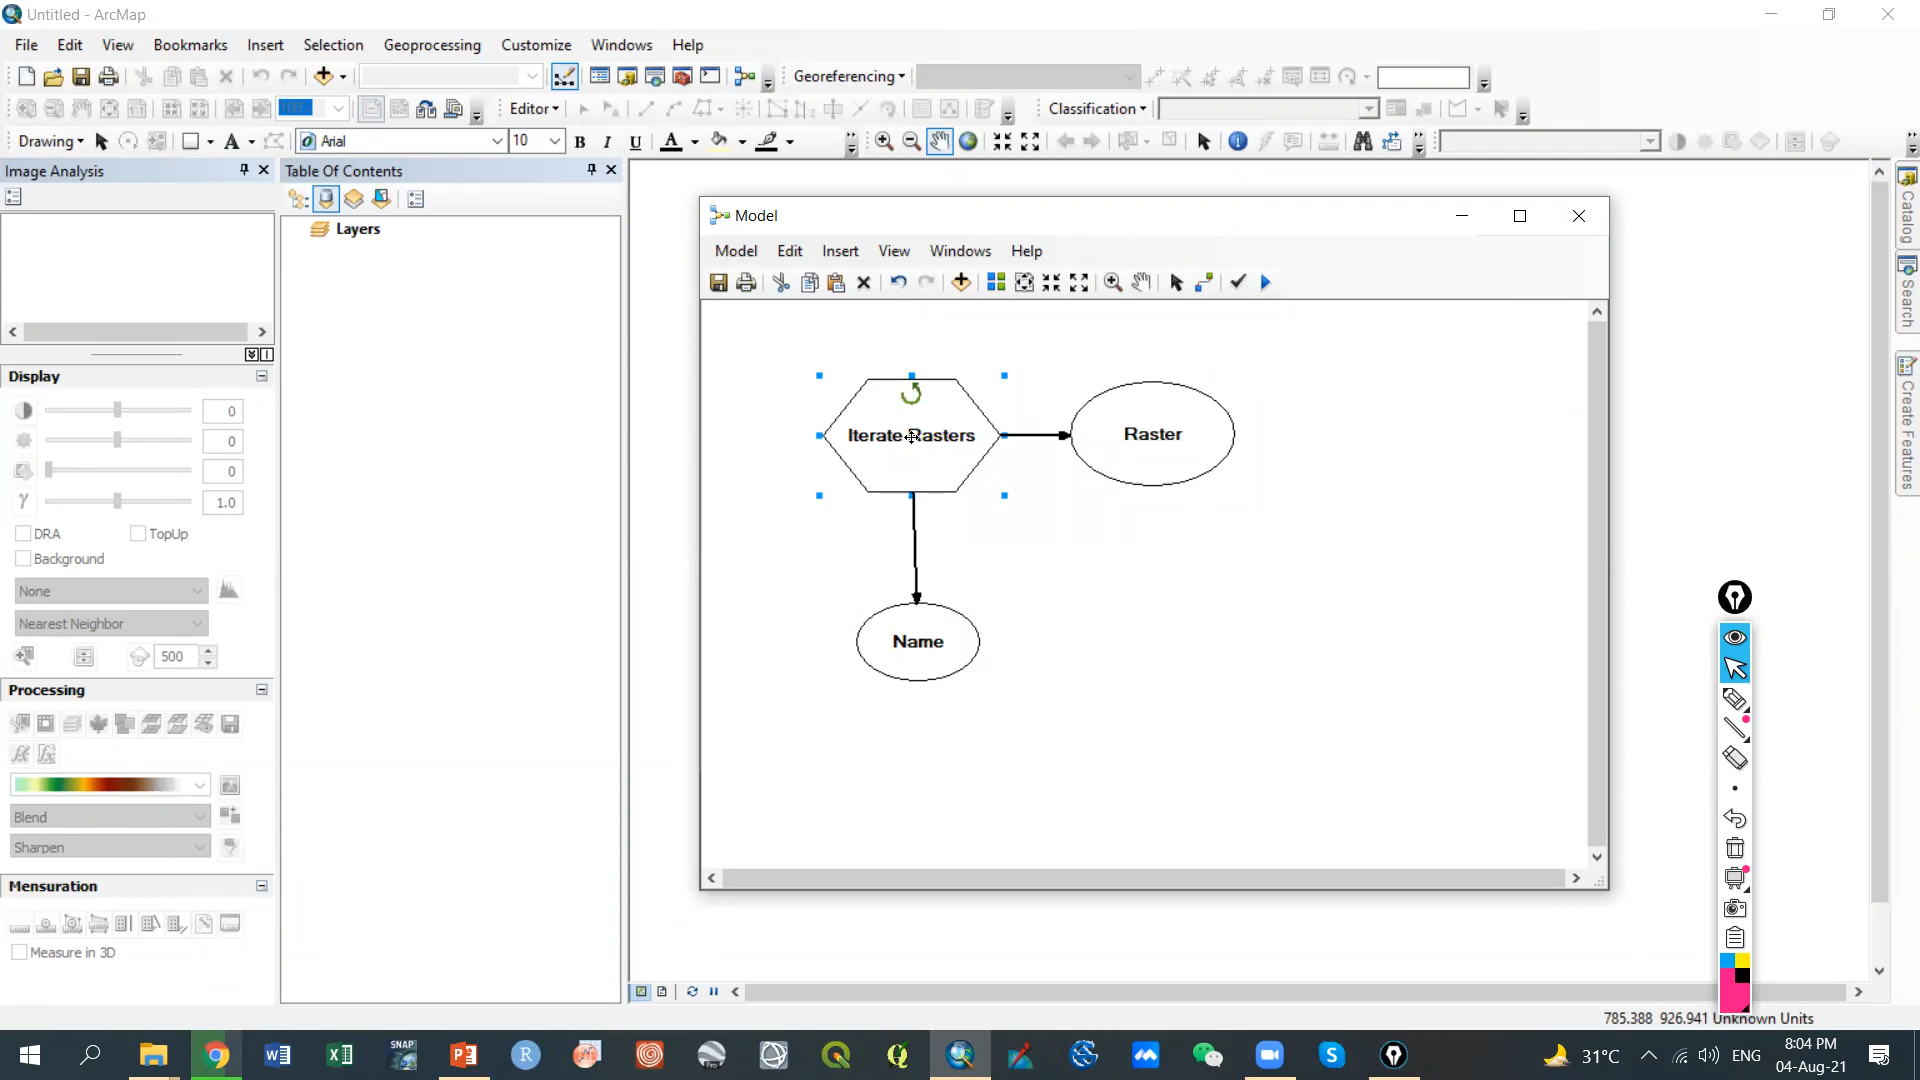 Untitled - ArcMap
File Edit View Bookmarks Insert Selection Geoprocessing Customize Windows Help
Georeferencing
100%
Editor
Classification
Drawing
A
Arial
10
B I U A
Image Analysis
Table Of Contents
Layers
Display
0
0
0
1.0
DRA
TopUp
Background
None
Nearest Neighbor
500
Processing
Blend
Sharpen
Mensuration
Measure in 3D
Model
Model Edit Insert View Windows Help
Iterate Rasters
Raster
Name
Catalog
Search
Create Features
785.388 926.941 Unknown Units
SNAP
Pro
31°C
ENG
8:04 PM
04-Aug-21